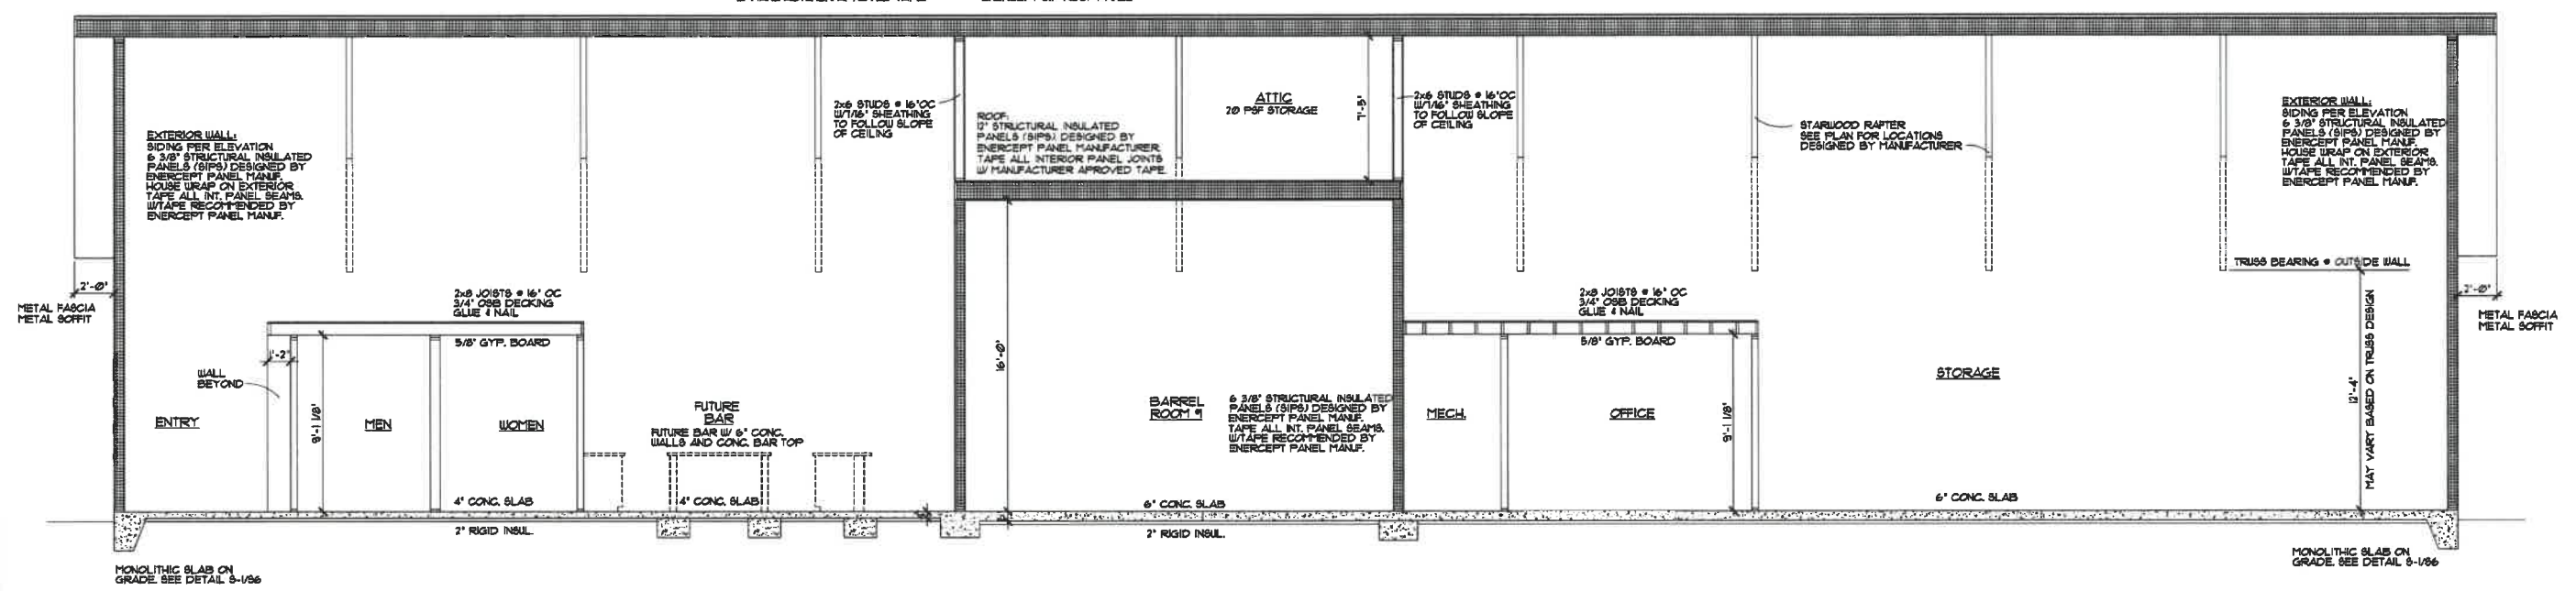 EXTERIOR WALL:
SIDING PER ELEVATION
6 3/8" STRUCTURAL INSULATED
PANELS (SIPS) DESIGNED BY
ENERCEPT PANEL MANUF.
HOUSE WRAP ON EXTERIOR
TAPE ALL INT. PANEL SEAMS.
W/TAPE RECOMMENDED BY
ENERCEPT PANEL MANUF.
2x6 STUDS @ 16"OC
W/7/16" SHEATHING
TO FOLLOW SLOPE
OF CEILING
ROOF:
12" STRUCTURAL INSULATED
PANELS (SIPS) DESIGNED BY
ENERCEPT PANEL MANUFACTURER.
TAPE ALL INTERIOR PANEL JOINTS
W/ MANUFACTURER APROVED TAPE.
ATTIC
20 PSF STORAGE
7'-5"
2x6 STUDS @ 16"OC
W/7/16" SHEATHING
TO FOLLOW SLOPE
OF CEILING
STARWOOD RAFTER
SEE PLAN FOR LOCATIONS
DESIGNED BY MANUFACTURER
EXTERIOR WALL:
SIDING PER ELEVATION
6 3/8" STRUCTURAL INSULATED
PANELS (SIPS) DESIGNED BY
ENERCEPT PANEL MANUF.
HOUSE WRAP ON EXTERIOR
TAPE ALL INT. PANEL SEAMS.
W/TAPE RECOMMENDED BY
ENERCEPT PANEL MANUF.
TRUSS BEARING @ OUTSIDE WALL
2'-0"
METAL FASCIA
METAL SOFFIT
2x8 JOISTS @ 16" OC
3/4" OSB DECKING
GLUE & NAIL
5/8" GYP. BOARD
1'-2"
WALL
BEYOND
ENTRY
MEN
WOMEN
9'-1 1/8"
FUTURE
BAR
FUTURE BAR W/ 6" CONC.
WALLS AND CONC. BAR TOP
4" CONC. SLAB
4" CONC. SLAB
2" RIGID INSUL.
16'-0"
BARREL
ROOM 9
6 3/8" STRUCTURAL INSULATED
PANELS (SIPS) DESIGNED BY
ENERCEPT PANEL MANUF.
TAPE ALL INT. PANEL SEAMS.
W/TAPE RECOMMENDED BY
ENERCEPT PANEL MANUF.
6" CONC. SLAB
2" RIGID INSUL.
2x8 JOISTS @ 16" OC
3/4" OSB DECKING
GLUE & NAIL
5/8" GYP. BOARD
MECH.
OFFICE
9'-1 1/8"
STORAGE
6" CONC. SLAB
12'-4"
MAY VARY BASED ON TRUSS DESIGN
2'-0"
METAL FASCIA
METAL SOFFIT
MONOLITHIC SLAB ON
GRADE. SEE DETAIL S-1/S6
MONOLITHIC SLAB ON
GRADE. SEE DETAIL S-1/S6